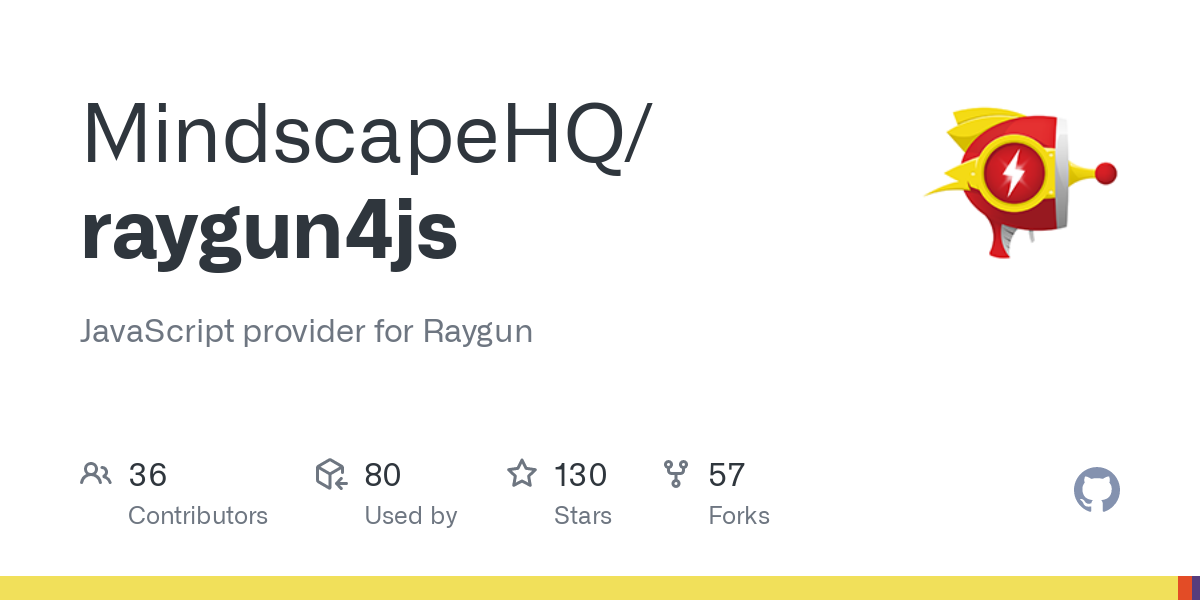 MindscapeHQ/
raygun4js
JavaScript provider for Raygun
36 80 130 57
Contributors Used by Stars Forks